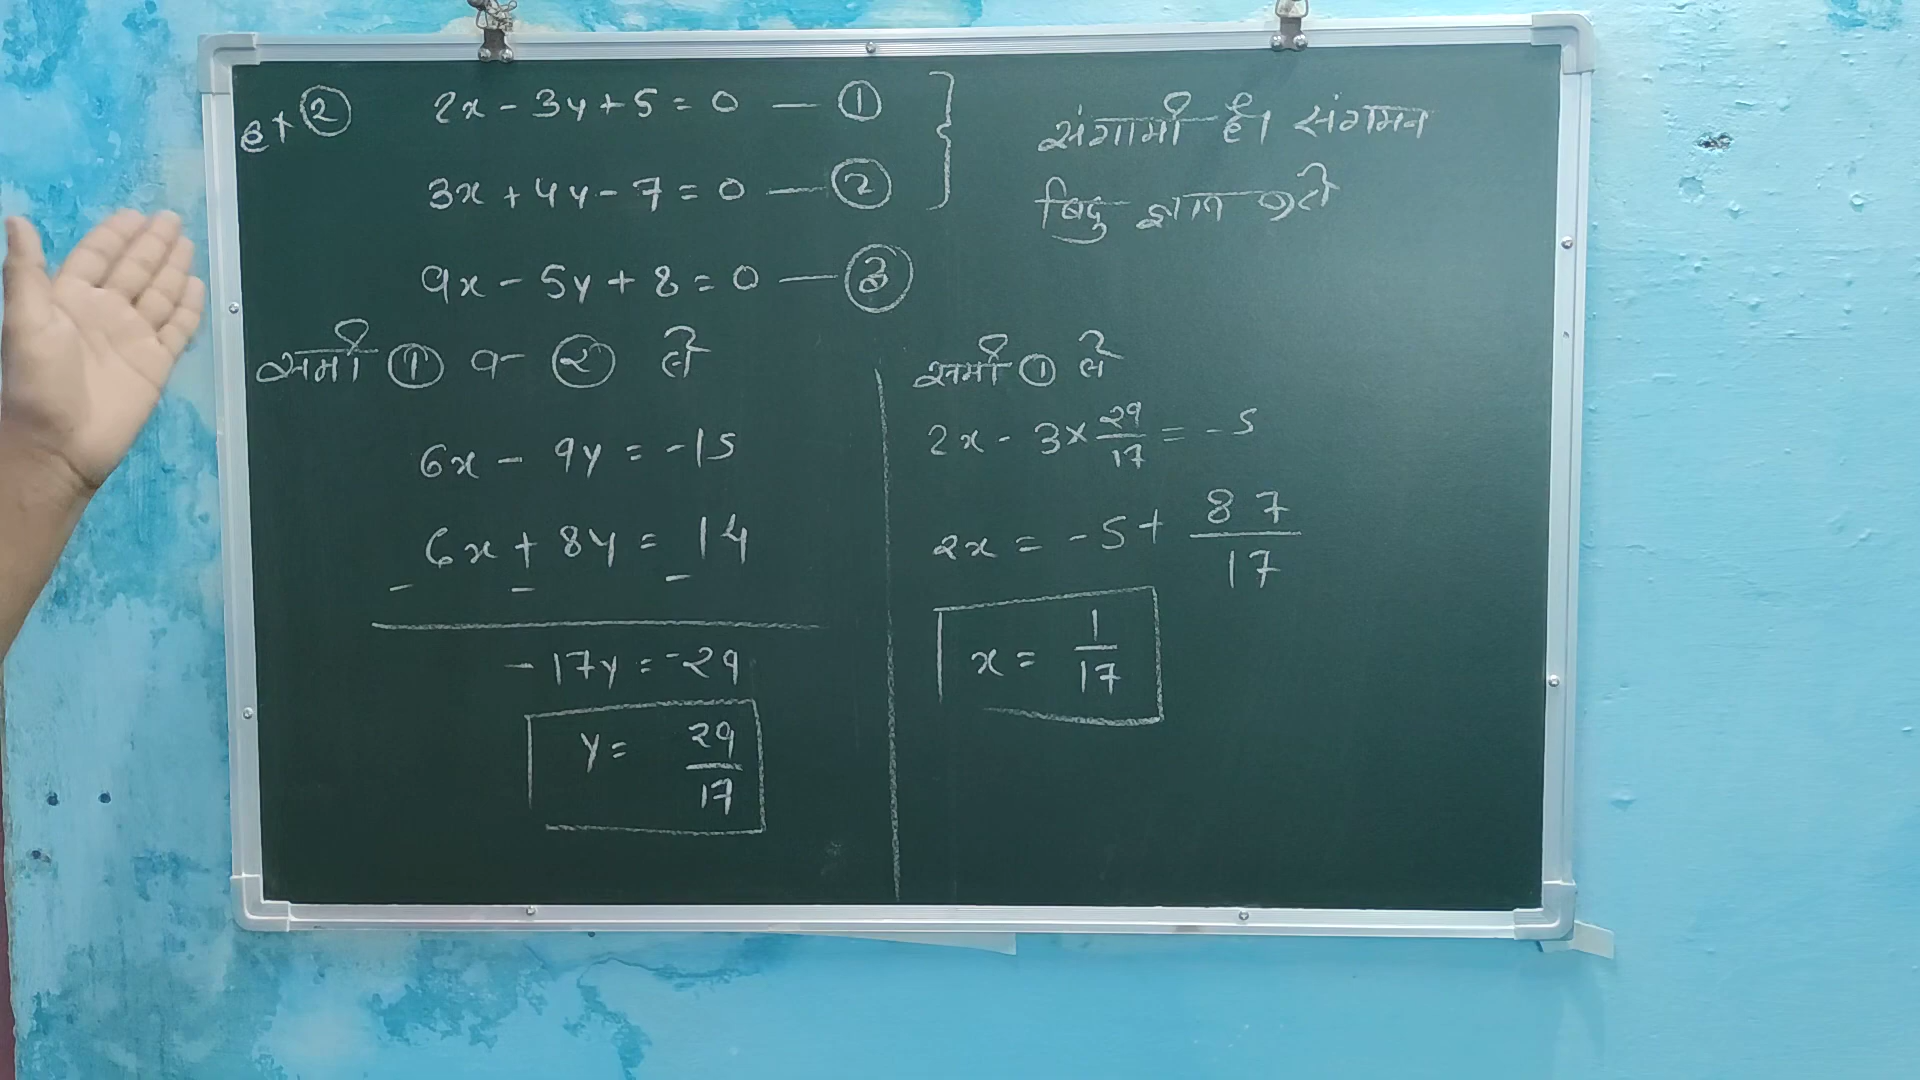 ex ② 2x - 3y + 5 = 0 — ①
3x + 4y - 7 = 0 — ②
9x - 5y + 8 = 0 — ③
संगामी है। संगमन
बिंदु ज्ञात करो
समी ① व ② से
6x - 9y = -15
6x + 8y = 14
- - -
- 17y = -29
y = 29/17
समी ① से
2x - 3 × 29/17 = -5
2x = -5 + 87/17
x = 1/17